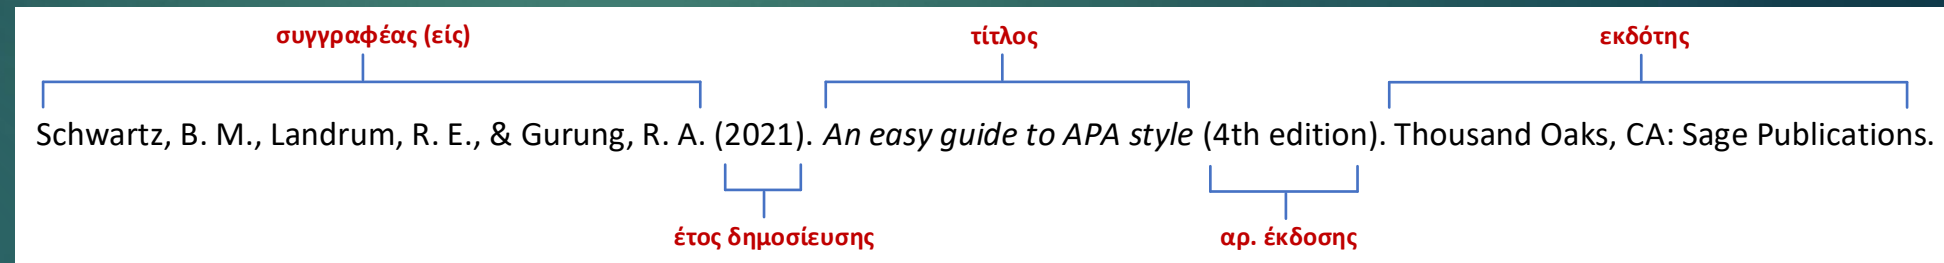 συγγραφέας (είς) τίτλος εκδότης
Schwartz, B. M., Landrum, R. E., & Gurung, R. A. (2021). An easy guide to APA style (4th edition). Thousand Oaks, CA: Sage Publications.
έτος δημοσίευσης αρ. έκδοσης